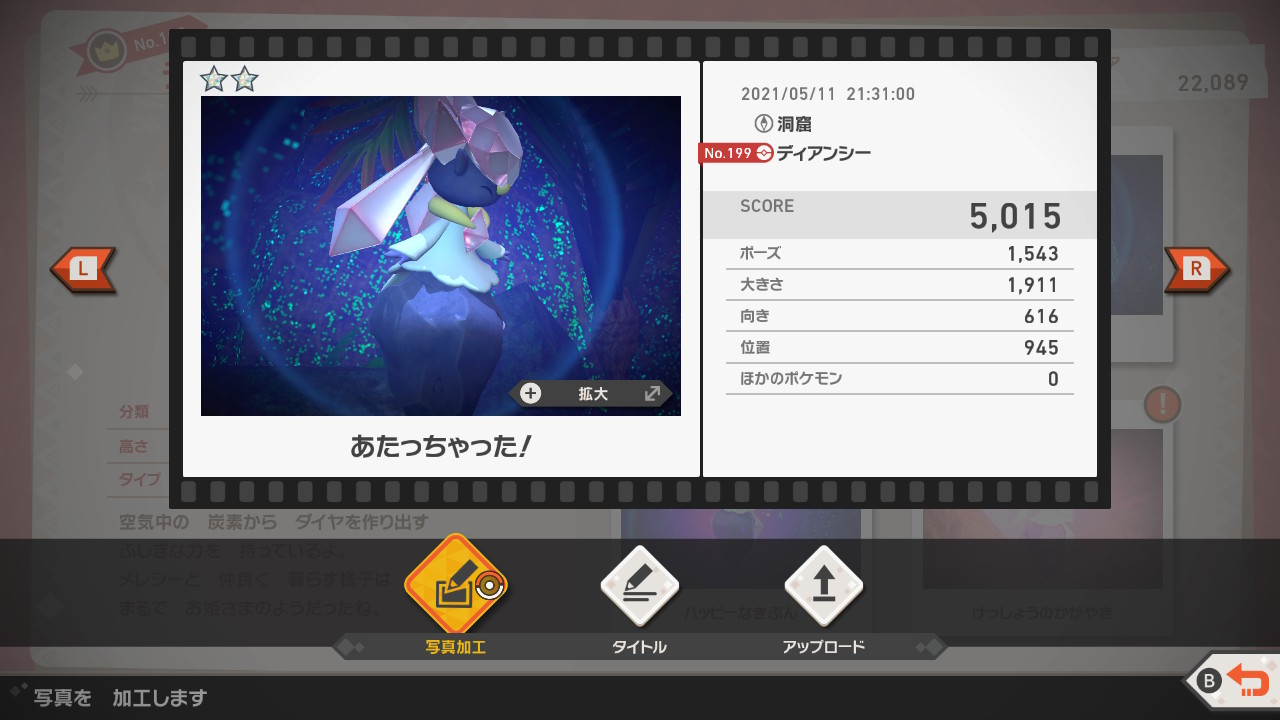 No.1
22,089
2021/05/11 21:31:00
洞窟
No.199 ディアンシー
SCORE 5,015
ポーズ 1,543
大きさ 1,911
向き 616
位置 945
ほかのポケモン 0
拡大
あたっちゃった!
L
R
分類
高さ
タイプ
空気中の 炭素から ダイヤを作り出す
ふしぎな力を 持っているよ。
メレシーと 仲良く 暮らす様子は
まるで お姫さまのようだったね。
ハッピーなきぶん
けっしょうのかがやき
写真加工
タイトル
アップロード
写真を 加工します
B